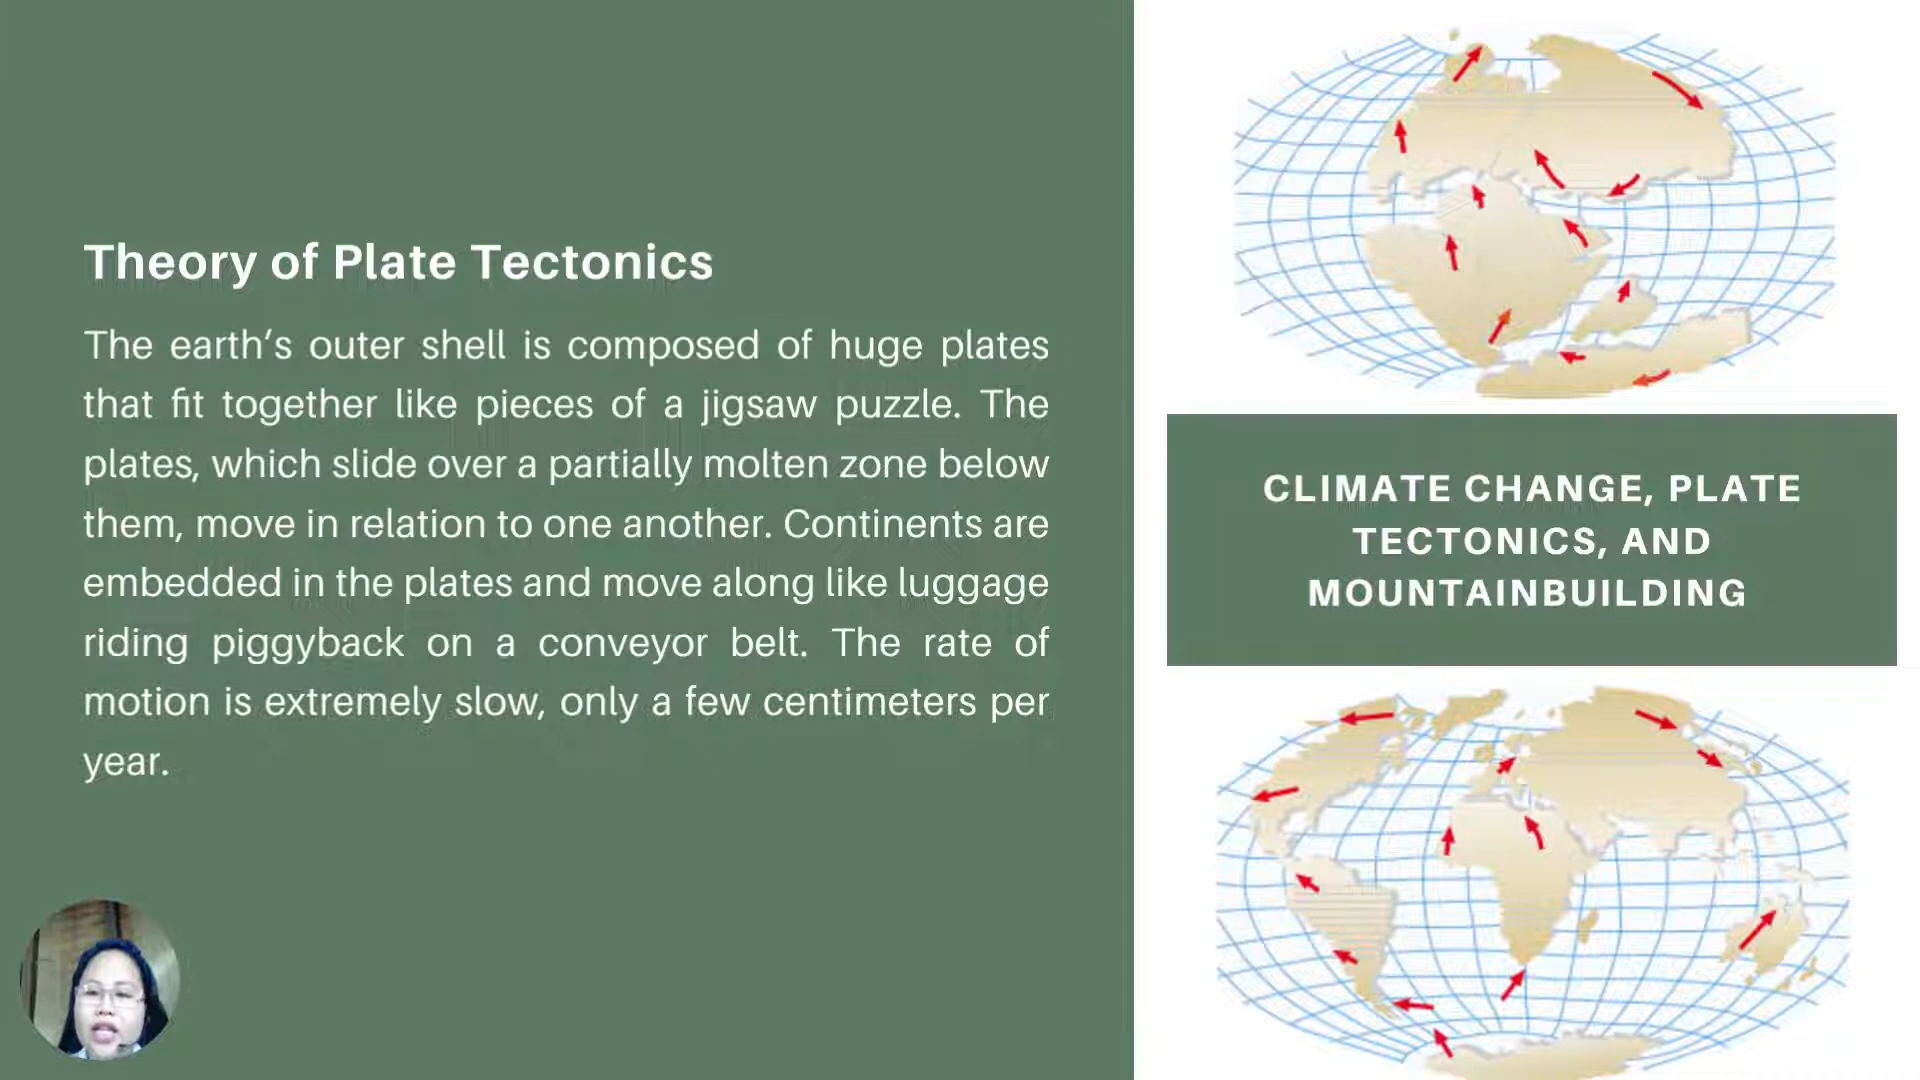 Theory of Plate Tectonics
The earth’s outer shell is composed of huge plates
that fit together like pieces of a jigsaw puzzle. The
plates, which slide over a partially molten zone below
them, move in relation to one another. Continents are
embedded in the plates and move along like luggage
riding piggyback on a conveyor belt. The rate of
motion is extremely slow, only a few centimeters per
year.
CLIMATE CHANGE, PLATE
TECTONICS, AND
MOUNTAINBUILDING